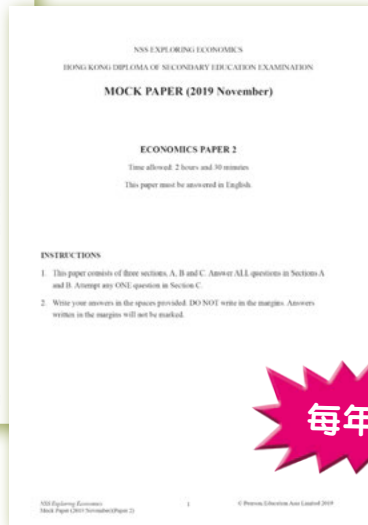 NSS EXPLORING ECONOMICS
HONG KONG DIPLOMA OF SECONDARY EDUCATION EXAMINATION
MOCK PAPER (2019 November)
ECONOMICS PAPER 2
Time allowed: 2 hours and 30 minutes
This paper must be answered in English.
INSTRUCTIONS
1. This paper consists of three sections, A, B and C. Answer ALL questions in Sections A
and B. Attempt any ONE question in Section C.
2. Write your answers in the spaces provided. DO NOT write in the margins. Answers
written in the margins will not be marked.
每年
NSS Exploring Economics
Mock Paper (2019 November)(Paper 2)
1
© Pearson Education Asia Limited 2019